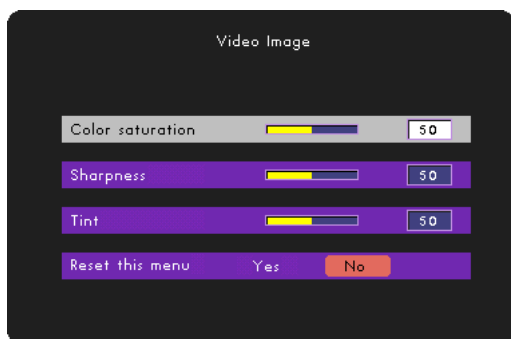 Video Image
Color saturation 50
Sharpness 50
Tint 50
Reset this menu Yes No